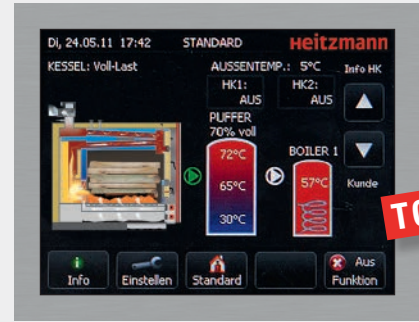 Di, 24.05.11 17:42 STANDARD Heitzmann
KESSEL: Voll-Last AUSSENTEMP.: 5°C Info HK
HK1: HK2:
AUS AUS
PUFFER
70% voll
72°C BOILER 1
65°C 57°C Kunde
30°C
TO
Info Einstellen Standard Aus
Funktion